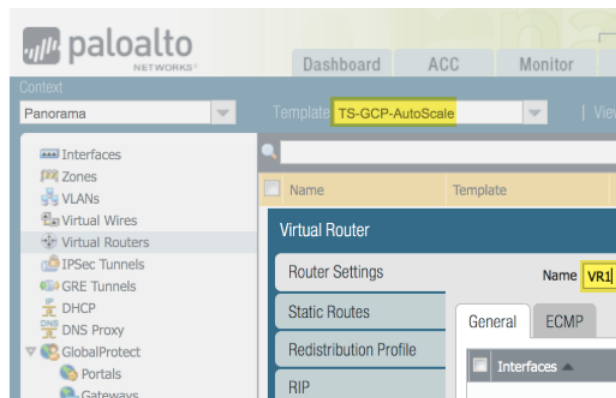 paloalto
NETWORKS
Dashboard ACC Monitor
Context
Panorama Template TS-GCP-AutoScale
Interfaces
Zones
VLANs
Virtual Wires
Virtual Routers
IPSec Tunnels
GRE Tunnels
DHCP
DNS Proxy
GlobalProtect
Portals
Gateways
Name Template
Virtual Router
Router Settings
Static Routes
Redistribution Profile
RIP
Name VR1
General ECMP
Interfaces